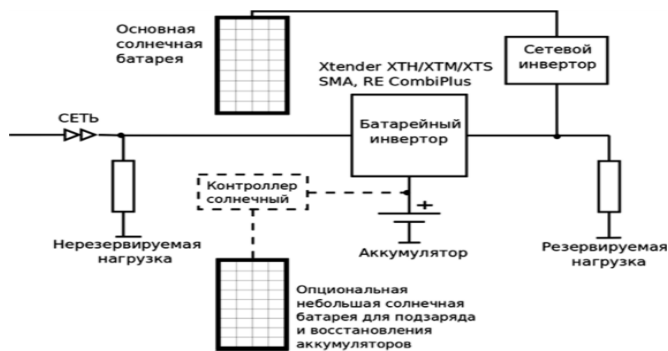 Основная
солнечная
батарея
Сетевой
инвертор
Xtender XTH/XTM/XTS
SMA, RE CombiPlus
СЕТЬ
Батарейный
инвертор
Контроллер
солнечный
+
Нерезервируемая
нагрузка
Аккумулятор
Резервируемая
нагрузка
Опциональная
небольшая солнечная
батарея для подзаряда
и восстановления
аккумуляторов